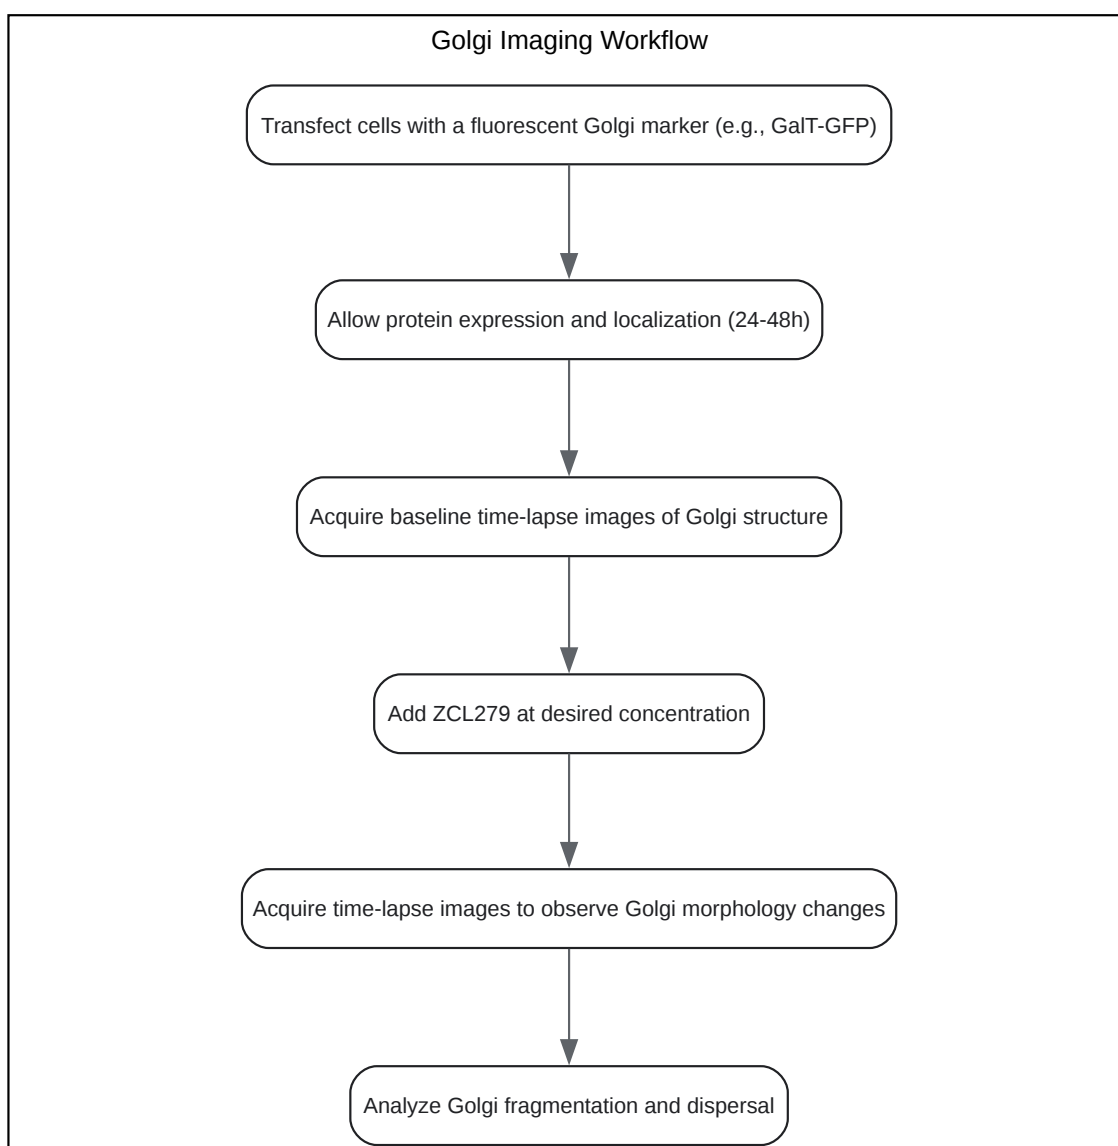 Golgi Imaging Workflow
Transfect cells with a fluorescent Golgi marker (e.g., GalT-GFP)
Allow protein expression and localization (24-48h)
Acquire baseline time-lapse images of Golgi structure
Add ZCL279 at desired concentration
Acquire time-lapse images to observe Golgi morphology changes
Analyze Golgi fragmentation and dispersal